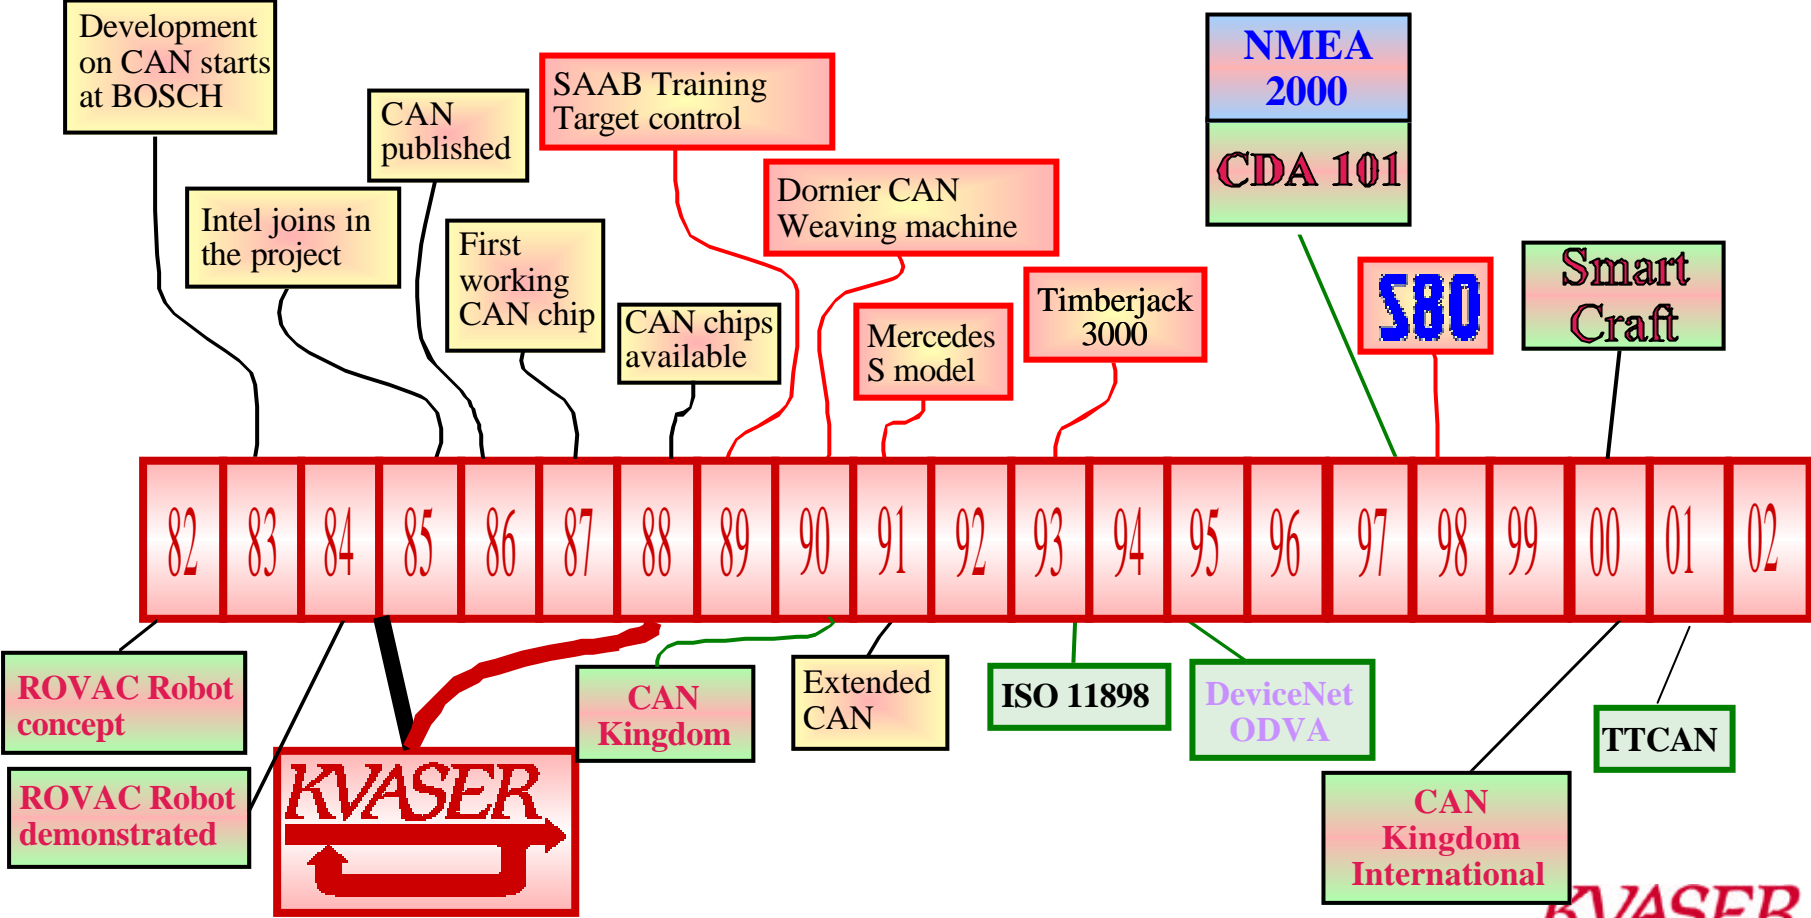 Development
on CAN starts
at BOSCH
Intel joins in
the project
CAN
published
First
working
CAN chip
SAAB Training
Target control
CAN chips
available
Dornier CAN
Weaving machine
Mercedes
S model
Timberjack
3000
NMEA
2000
CDA 101
S80
Smart
Craft
82 83 84 85 86 87 88 89 90 91 92 93 94 95 96 97 98 99 00 01 02
ROVAC Robot
concept
ROVAC Robot
demonstrated
KVASER
CAN
Kingdom
Extended
CAN
ISO 11898
DeviceNet
ODVA
CAN
Kingdom
International
TTCAN
KVASER